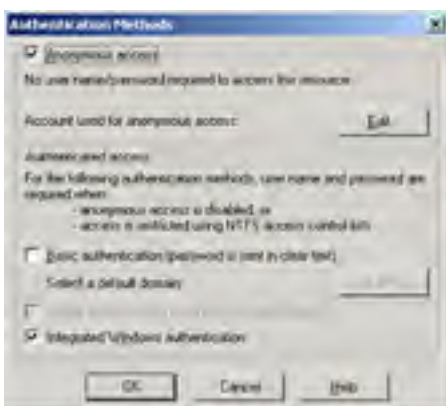 Authentication Methods
Anonymous access
No user name/password required to access this resource.
Account used for anonymous access:
Edit...
Authenticated access
For the following authentication methods, user name and password are
required when
- anonymous access is disabled, or
- access is restricted using NTFS access control lists
Basic authentication (password is sent in clear text)
Select a default domain:
Integrated Windows authentication
OK
Cancel
Help